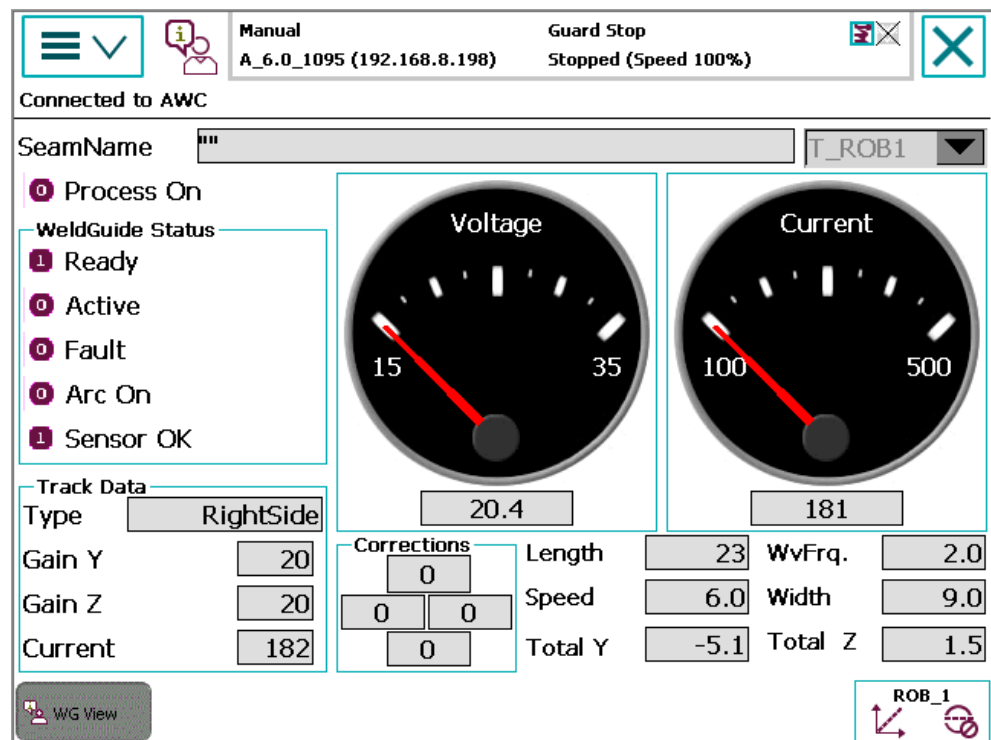 Manual
Guard Stop
A_6.0_1095 (192.168.8.198)
Stopped (Speed 100%)
Connected to AWC
SeamName
""
T_ROB1
0 Process On
WeldGuide Status
1 Ready
0 Active
0 Fault
0 Arc On
1 Sensor OK
Voltage
15
35
20.4
Current
100
500
181
Track Data
Type RightSide
Gain Y 20
Gain Z 20
Current 182
Corrections
0
0 0
0
Length 23 WvFrq. 2.0
Speed 6.0 Width 9.0
Total Y -5.1 Total Z 1.5
WG View
ROB_1